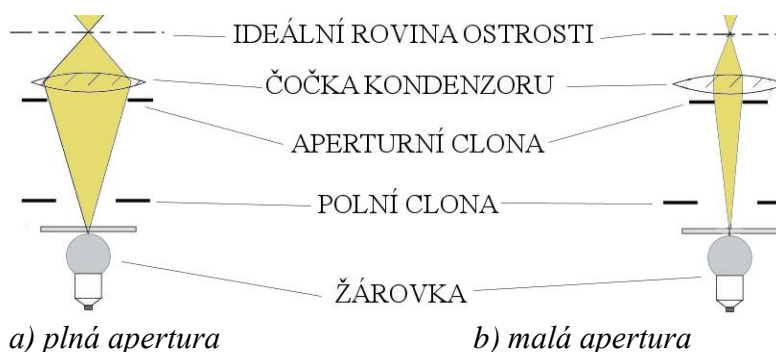 IDEÁLNÍ ROVINA OSTROSTI
ČOČKA KONDENZORU
APERTURNÍ CLONA
POLNÍ CLONA
ŽÁROVKA
a) plná apertura
b) malá apertura